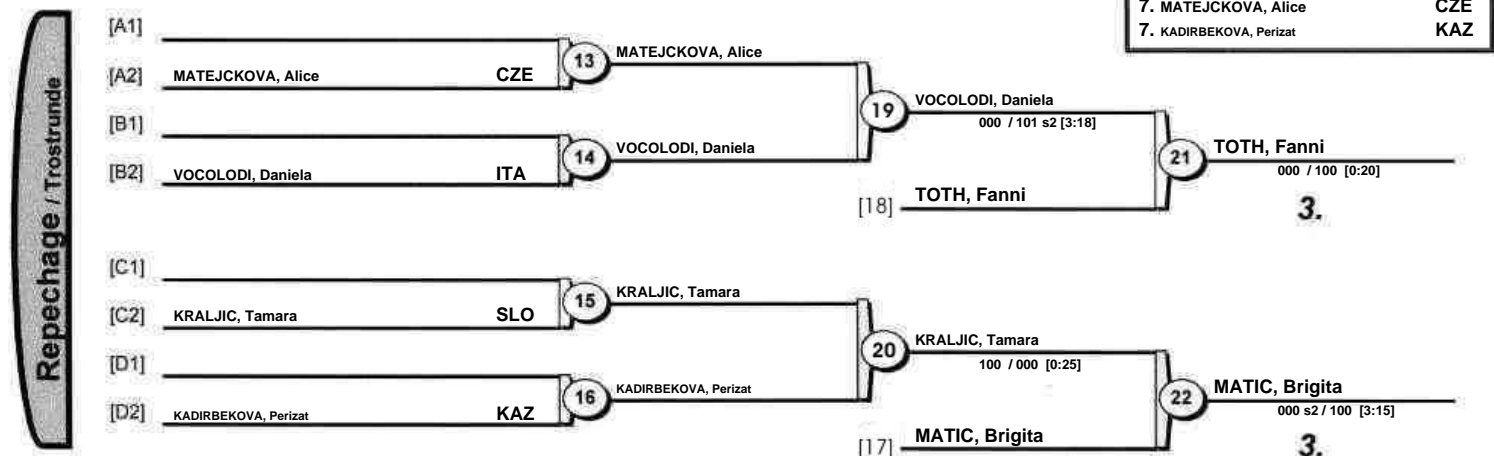 7. MATEJCKOVA, Alice CZE
7. KADIRBEKOVA, Perizat KAZ
Repechage / Trostrunde
[A1]
13 MATEJCKOVA, Alice
[A2] MATEJCKOVA, Alice CZE
19 VOCOLODI, Daniela
000 / 101 s2 [3:18]
[B1]
14 VOCOLODI, Daniela
[B2] VOCOLODI, Daniela ITA
21 TOTH, Fanni
000 / 100 [0:20]
[18] TOTH, Fanni
3.
[C1]
15 KRALJIC, Tamara
[C2] KRALJIC, Tamara SLO
20 KRALJIC, Tamara
100 / 000 [0:25]
[D1]
16 KADIRBEKOVA, Perizat
[D2] KADIRBEKOVA, Perizat KAZ
22 MATIC, Brigita
000 s2 / 100 [3:15]
[17] MATIC, Brigita
3.